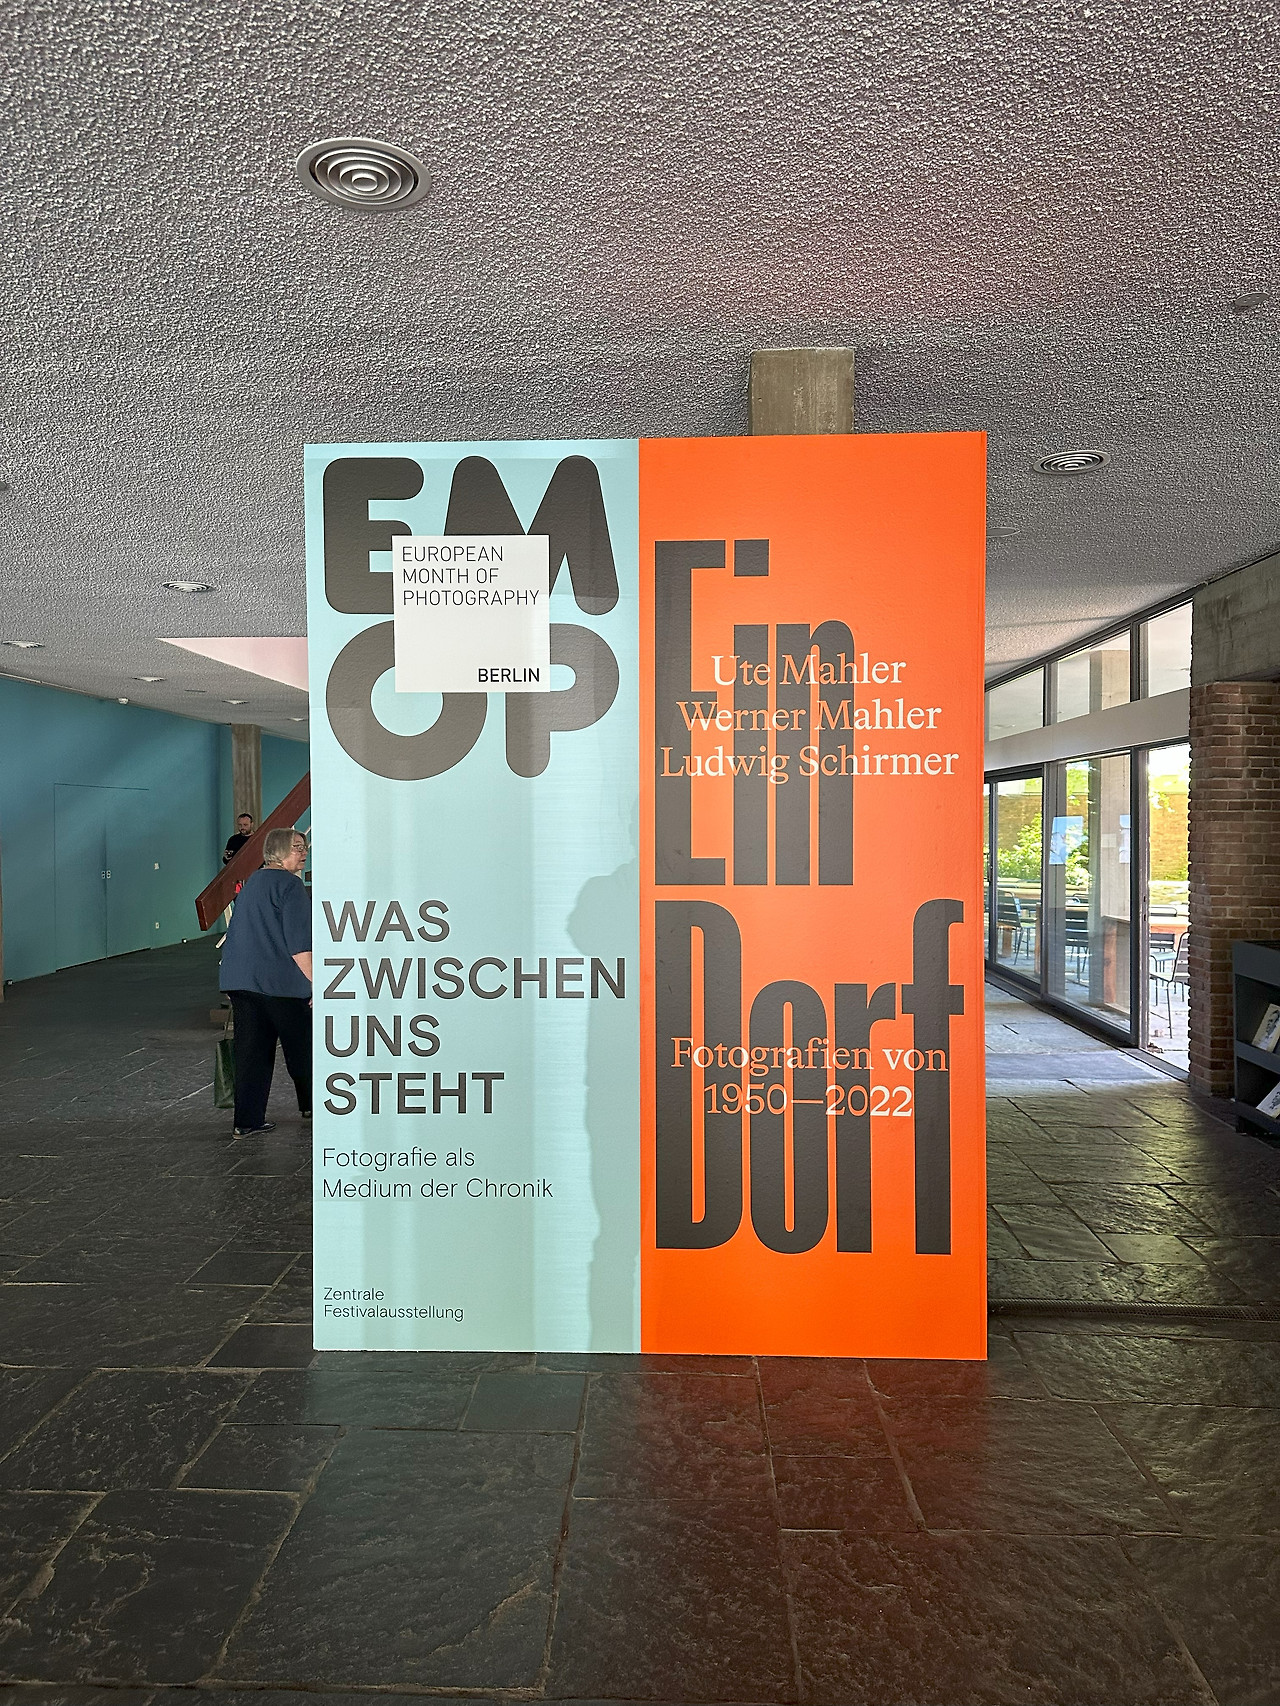 EM
OP
EUROPEAN
MONTH OF
PHOTOGRAPHY
BERLIN
WAS
ZWISCHEN
UNS
STEHT
Fotografie als
Medium der Chronik
Zentrale
Festivalausstellung
Ein
Dorf
Ute Mahler
Werner Mahler
Ludwig Schirmer
Fotografien von
1950—2022